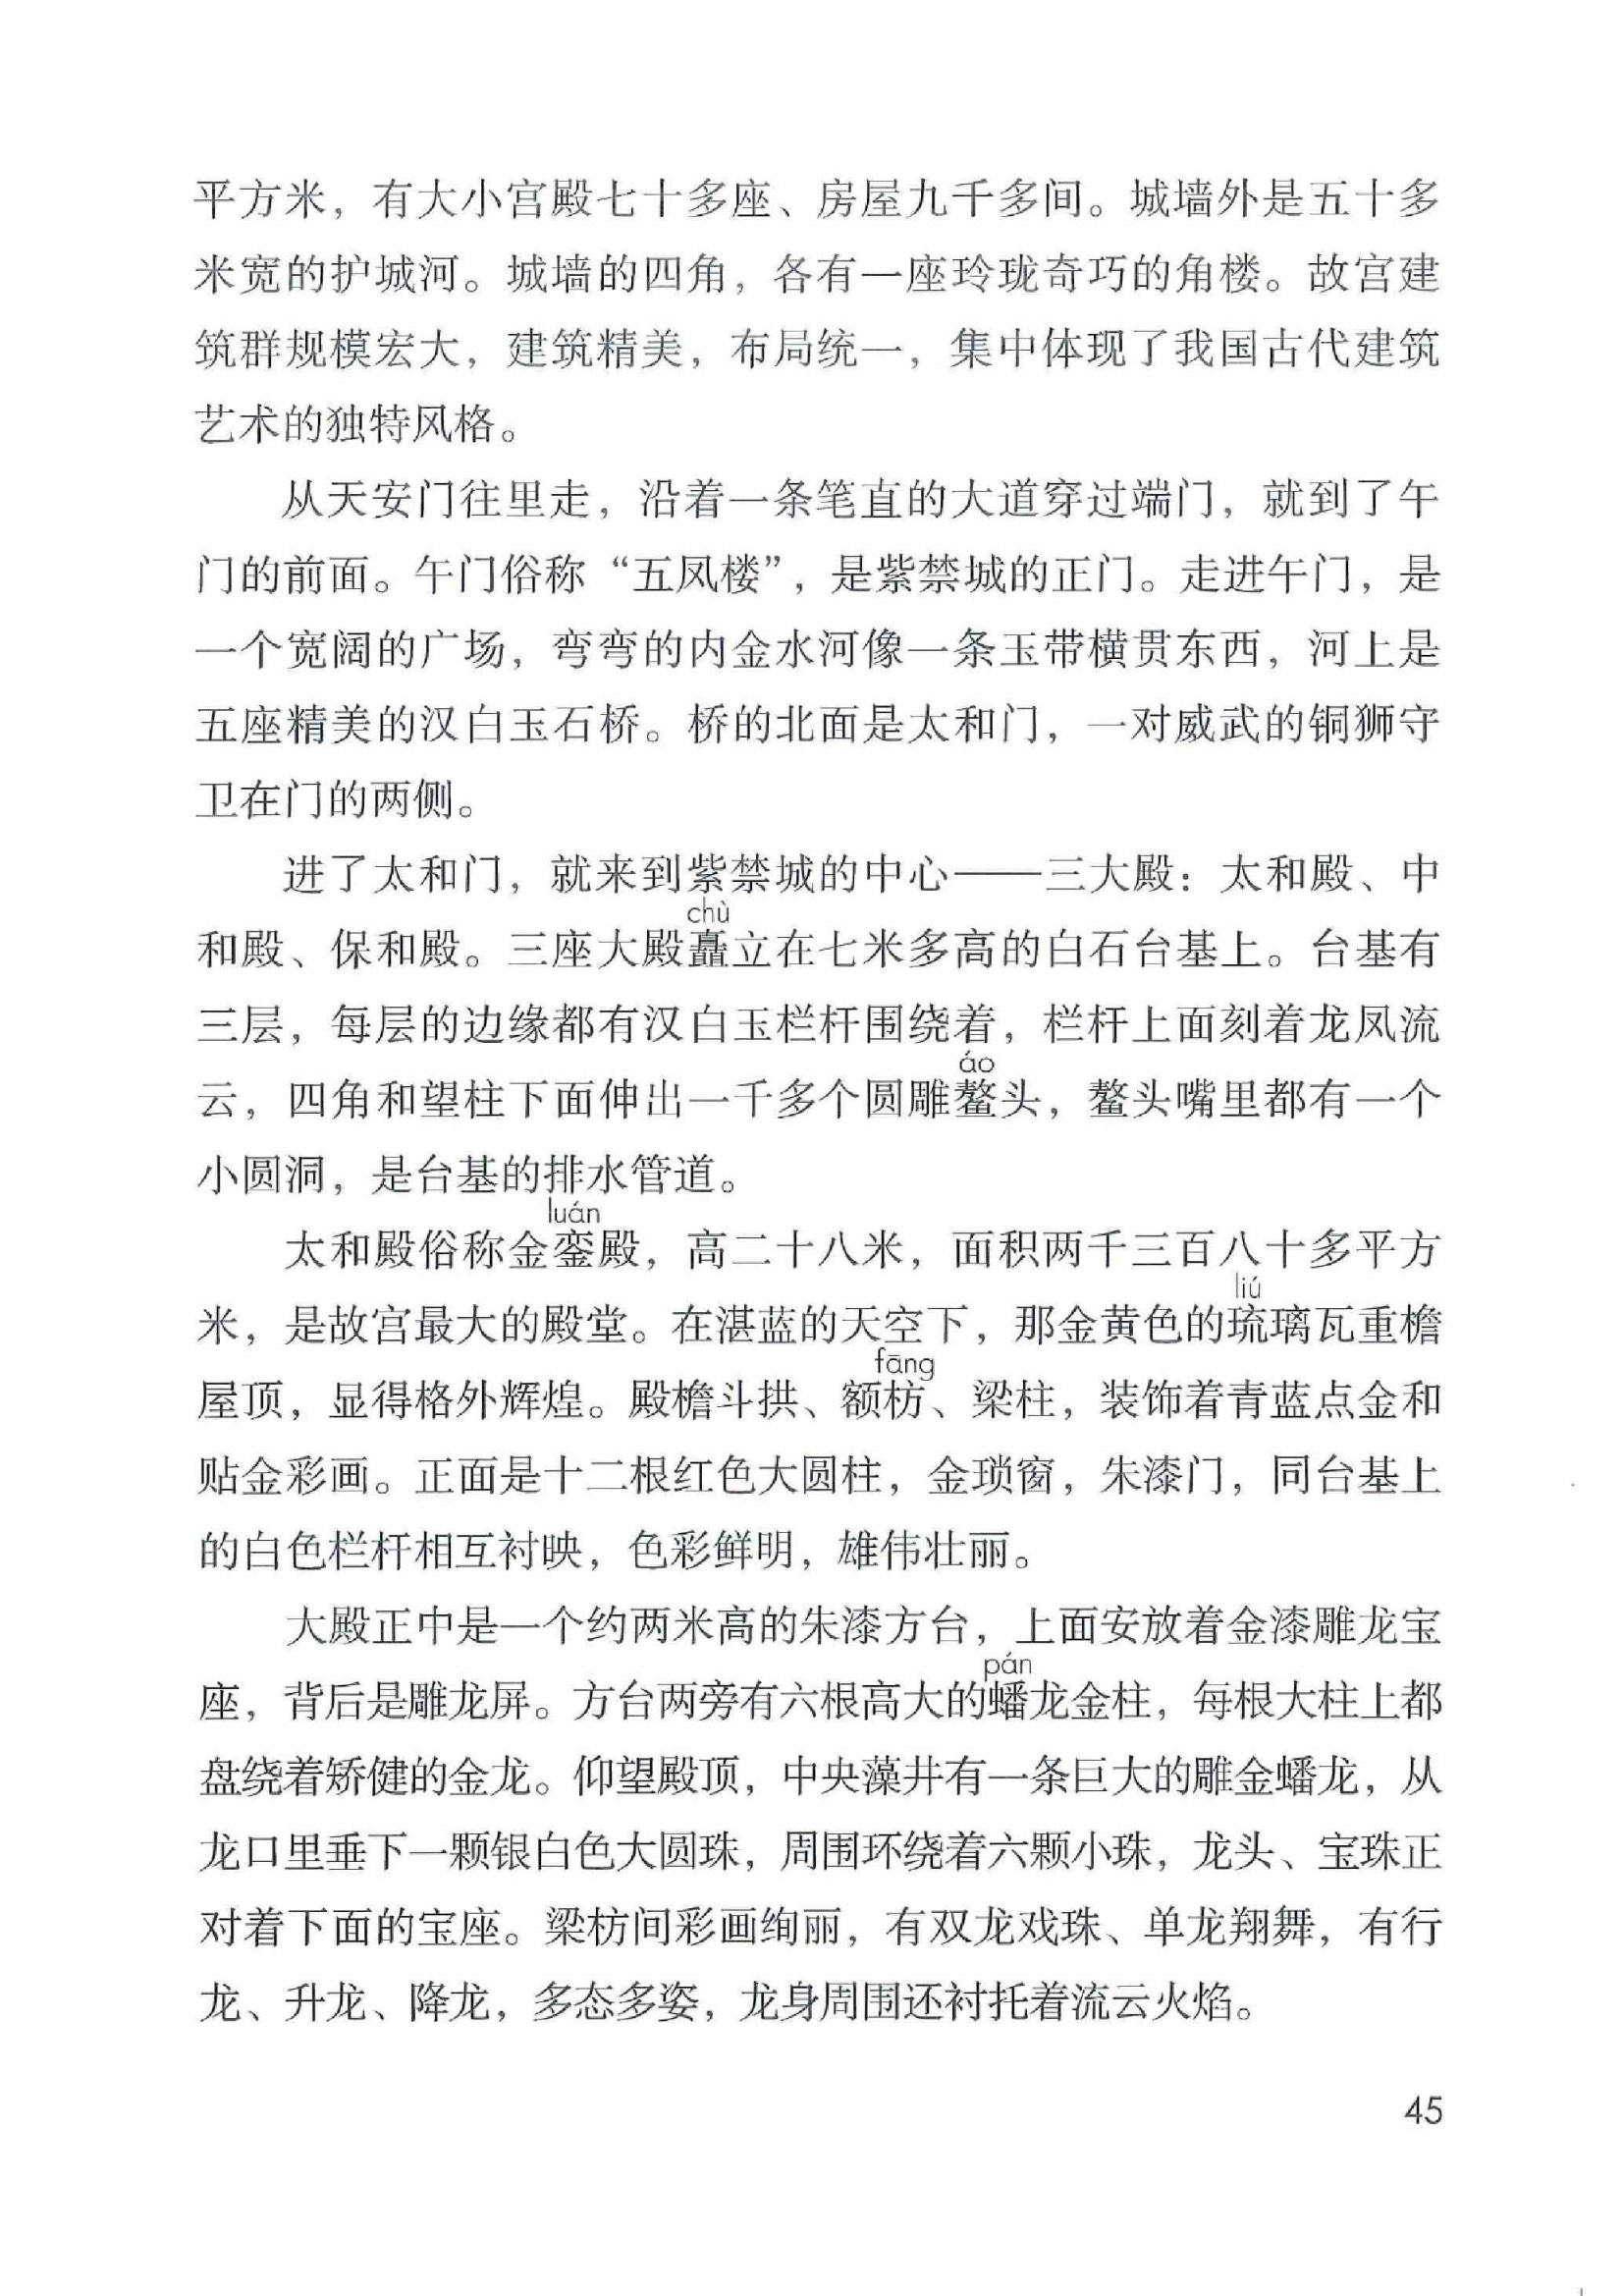 平方米，有大小宫殿七十多座、房屋九千多间。城墙外是五十多
米宽的护城河。城墙的四角，各有一座玲珑奇巧的角楼。故宫建
筑群规模宏大，建筑精美，布局统一，集中体现了我国古代建筑
艺术的独特风格。
从天安门往里走，沿着一条笔直的大道穿过端门，就到了午
门的前面。午门俗称“五凤楼”，是紫禁城的正门。走进午门，是
一个宽阔的广场，弯弯的内金水河像一条玉带横贯东西，河上是
五座精美的汉白玉石桥。桥的北面是太和门，一对威武的铜狮守
卫在门的两侧。
进了太和门，就来到紫禁城的中心——三大殿：太和殿、中
chù
和殿、保和殿。三座大殿矗立在七米多高的白石台基上。台基有
三层，每层的边缘都有汉白玉栏杆围绕着，栏杆上面刻着龙凤流
áo
云，四角和望柱下面伸出一千多个圆雕鳌头，鳌头嘴里都有一个
小圆洞，是台基的排水管道。
luán
太和殿俗称金銮殿，高二十八米，面积两千三百八十多平方
liú
米，是故宫最大的殿堂。在湛蓝的天空下，那金黄色的琉璃瓦重檐
fāng
屋顶，显得格外辉煌。殿檐斗拱、额枋、梁柱，装饰着青蓝点金和
贴金彩画。正面是十二根红色大圆柱，金琐窗，朱漆门，同台基上
的白色栏杆相互衬映，色彩鲜明，雄伟壮丽。
大殿正中是一个约两米高的朱漆方台，上面安放着金漆雕龙宝
pán
座，背后是雕龙屏。方台两旁有六根高大的蟠龙金柱，每根大柱上都
盘绕着矫健的金龙。仰望殿顶，中央藻井有一条巨大的雕金蟠龙，从
龙口里垂下一颗银白色大圆珠，周围环绕着六颗小珠，龙头、宝珠正
对着下面的宝座。梁枋间彩画绚丽，有双龙戏珠、单龙翔舞，有行
龙、升龙、降龙，多态多姿，龙身周围还衬托着流云火焰。
45